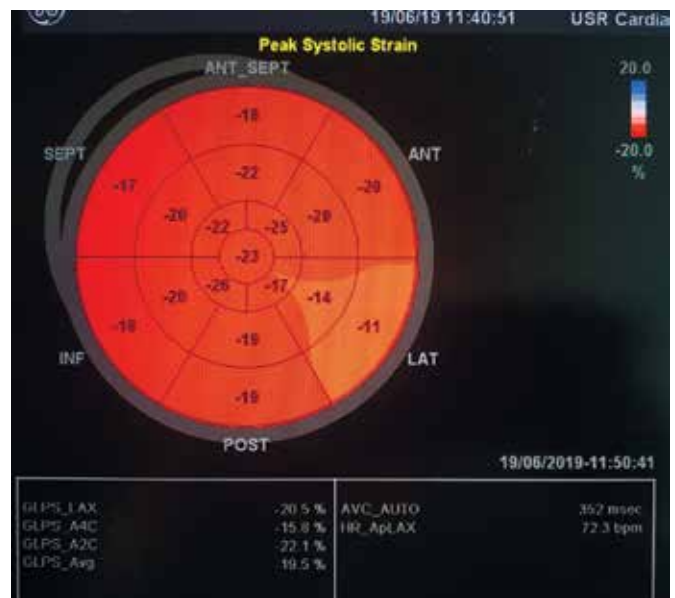 19/06/19 11:40:51 USR Cardia
Peak Systolic Strain
ANT_SEPT 20.0
-18
SEPT ANT -20.0
%
-22
-17 -20
-20 -20
-22 -25
-23
-26 -17
-20 -14
-18 -11
-19
INF LAT
-19
POST
19/06/2019-11:50:41
GLPS_LAX -20.5 % AVC_AUTO 352 msec
GLPS_A4C -15.8 % HR_ApLAX 72.3 bpm
GLPS_A2C -22.1 %
GLPS_Avg 19.5 %